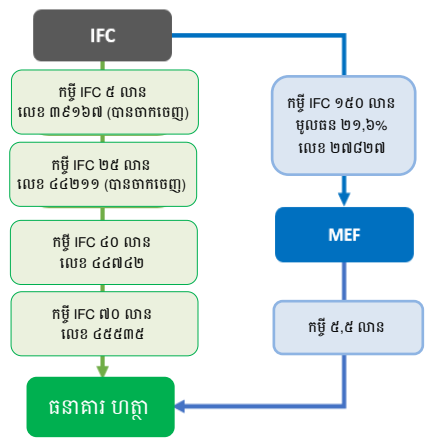 IFC
កម្ចី IFC ៥ លាន
លេខ ៣៩១៦៧ (បានចាកចេញ)
កម្ចី IFC ២៥ លាន
លេខ ៤៤២១១ (បានចាកចេញ)
កម្ចី IFC ៤០ លាន
លេខ ៤៤៧៤២
កម្ចី IFC ៧០ លាន
លេខ ៤៥៥៣៥
ធនាគារ ហត្ថា
កម្ចី IFC ១៥០ លាន
មូលធន ២១,៦%
លេខ ២៧៨២៧
MEF
កម្ចី ៥,៥ លាន